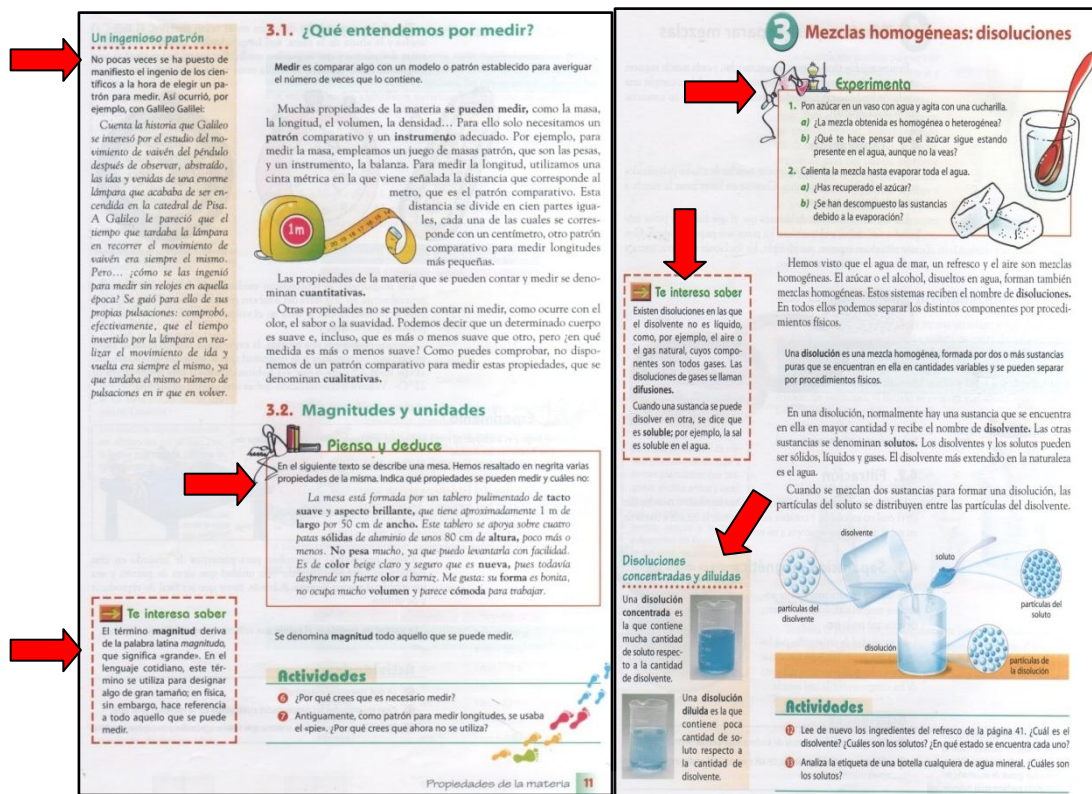 Un ingenioso patrón
No pocas veces se ha puesto de
manifiesto el ingenio de los cien-
tíficos a la hora de elegir un pa-
trón para medir. Así ocurrió, por
ejemplo, con Galileo Galilei:
Cuenta la historia que Galileo
se interesó por el estudio del mo-
vimiento de vaivén del péndulo
después de observar, abstraído,
las idas y venidas de una enorme
lámpara que acababa de ser en-
cendida en la catedral de Pisa.
A Galileo le pareció que el
tiempo que tardaba la lámpara
en recorrer el movimiento de
vaivén era siempre el mismo.
Pero... ¿cómo se las ingenió
para medir sin relojes en aquella
época? Se guió para ello de sus
propias pulsaciones: comprobó,
efectivamente, que el tiempo
invertido por la lámpara en rea-
lizar el movimiento de ida y
vuelta era siempre el mismo, ya
que tardaba el mismo número de
pulsaciones en ir que en volver.
Te interesa saber
El término magnitud deriva
de la palabra latina magnitudo,
que significa «grande». En el
lenguaje cotidiano, este tér-
mino se utiliza para designar
algo de gran tamaño; en física,
sin embargo, hace referencia
a todo aquello que se puede
medir.
3.1. ¿Qué entendemos por medir?
Medir es comparar algo con un modelo o patrón establecido para averiguar
el número de veces que lo contiene.
Muchas propiedades de la materia se pueden medir, como la masa,
la longitud, el volumen, la densidad... Para ello solo necesitamos un
patrón comparativo y un instrumento adecuado. Por ejemplo, para
medir la masa, empleamos un juego de masas patrón, que son las pesas,
y un instrumento, la balanza. Para medir la longitud, utilizamos una
cinta métrica en la que viene señalada la distancia que corresponde al
metro, que es el patrón comparativo. Esta
distancia se divide en cien partes igua-
les, cada una de las cuales se corres-
ponde con un centímetro, otro patrón
comparativo para medir longitudes
más pequeñas.
1m
20 19 18 17 16 15 14
Las propiedades de la materia que se pueden contar y medir se deno-
minan cuantitativas.
Otras propiedades no se pueden contar ni medir, como ocurre con el
olor, el sabor o la suavidad. Podemos decir que un determinado cuerpo
es suave e, incluso, que es más o menos suave que otro, pero ¿en qué
medida es más o menos suave? Como puedes comprobar, no dispo-
nemos de un patrón comparativo para medir estas propiedades, que se
denominan cualitativas.
3.2. Magnitudes y unidades
Piensa y deduce
En el siguiente texto se describe una mesa. Hemos resaltado en negrita varias
propiedades de la misma. Indica qué propiedades se pueden medir y cuáles no:
La mesa está formada por un tablero pulimentado de tacto
suave y aspecto brillante, que tiene aproximadamente 1 m de
largo por 50 cm de ancho. Este tablero se apoya sobre cuatro
patas sólidas de aluminio de unos 80 cm de altura, poco más o
menos. No pesa mucho, ya que puedo levantarla con facilidad.
Es de color beige claro y seguro que es nueva, pues todavía
desprende un fuerte olor a barniz. Me gusta: su forma es bonita,
no ocupa mucho volumen y parece cómoda para trabajar.
Se denomina magnitud todo aquello que se puede medir.
Actividades
6 ¿Por qué crees que es necesario medir?
7 Antiguamente, como patrón para medir longitudes, se usaba
el «pie». ¿Por qué crees que ahora no se utiliza?
Propiedades de la materia 11
3 Mezclas homogéneas: disoluciones
Experimenta
1. Pon azúcar en un vaso con agua y agita con una cucharilla.
a) ¿La mezcla obtenida es homogénea o heterogénea?
b) ¿Qué te hace pensar que el azúcar sigue estando
presente en el agua, aunque no la veas?
2. Calienta la mezcla hasta evaporar toda el agua.
a) ¿Has recuperado el azúcar?
b) ¿Se han descompuesto las sustancias
debido a la evaporación?
Te interesa saber
Existen disoluciones en las que
el disolvente no es líquido,
como, por ejemplo, el aire o
el gas natural, cuyos compo-
nentes son todos gases. Las
disoluciones de gases se llaman
difusiones.
Cuando una sustancia se puede
disolver en otra, se dice que
es soluble; por ejemplo, la sal
es soluble en el agua.
Hemos visto que el agua de mar, un refresco y el aire son mezclas
homogéneas. El azúcar o el alcohol, disueltos en agua, forman también
mezclas homogéneas. Estos sistemas reciben el nombre de disoluciones.
En todos ellos podemos separar los distintos componentes por procedi-
mientos físicos.
Una disolución es una mezcla homogénea, formada por dos o más sustancias
puras que se encuentran en ella en cantidades variables y se pueden separar
por procedimientos físicos.
En una disolución, normalmente hay una sustancia que se encuentra
en ella en mayor cantidad y recibe el nombre de disolvente. Las otras
sustancias se denominan solutos. Los disolventes y los solutos pueden
ser sólidos, líquidos y gases. El disolvente más extendido en la naturaleza
es el agua.
Cuando se mezclan dos sustancias para formar una disolución, las
partículas del soluto se distribuyen entre las partículas del disolvente.
Disoluciones
concentradas y diluidas
Una disolución
concentrada es
la que contiene
mucha cantidad
de soluto respec-
to a la cantidad
de disolvente.
Una disolución
diluida es la que
contiene poca
cantidad de so-
luto respecto a
la cantidad de
disolvente.
disolvente
soluto
partículas del
disolvente
partículas del
soluto
disolución
partículas de
la disolución
Actividades
12 Lee de nuevo los ingredientes del refresco de la página 41. ¿Cuál es el
disolvente? ¿Cuáles son los solutos? ¿En qué estado se encuentra cada uno?
13 Analiza la etiqueta de una botella cualquiera de agua mineral. ¿Cuáles son
los solutos?